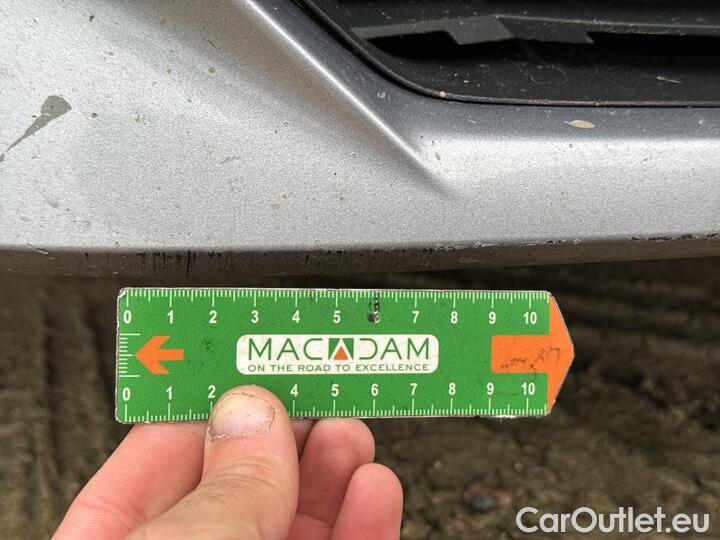 0 1 2 3 4 5 6 7 8 9 10
MACADAM
ON THE ROAD TO EXCELLENCE
0 1 2 4 5 6 7 8 9 10
CarOutlet.eu